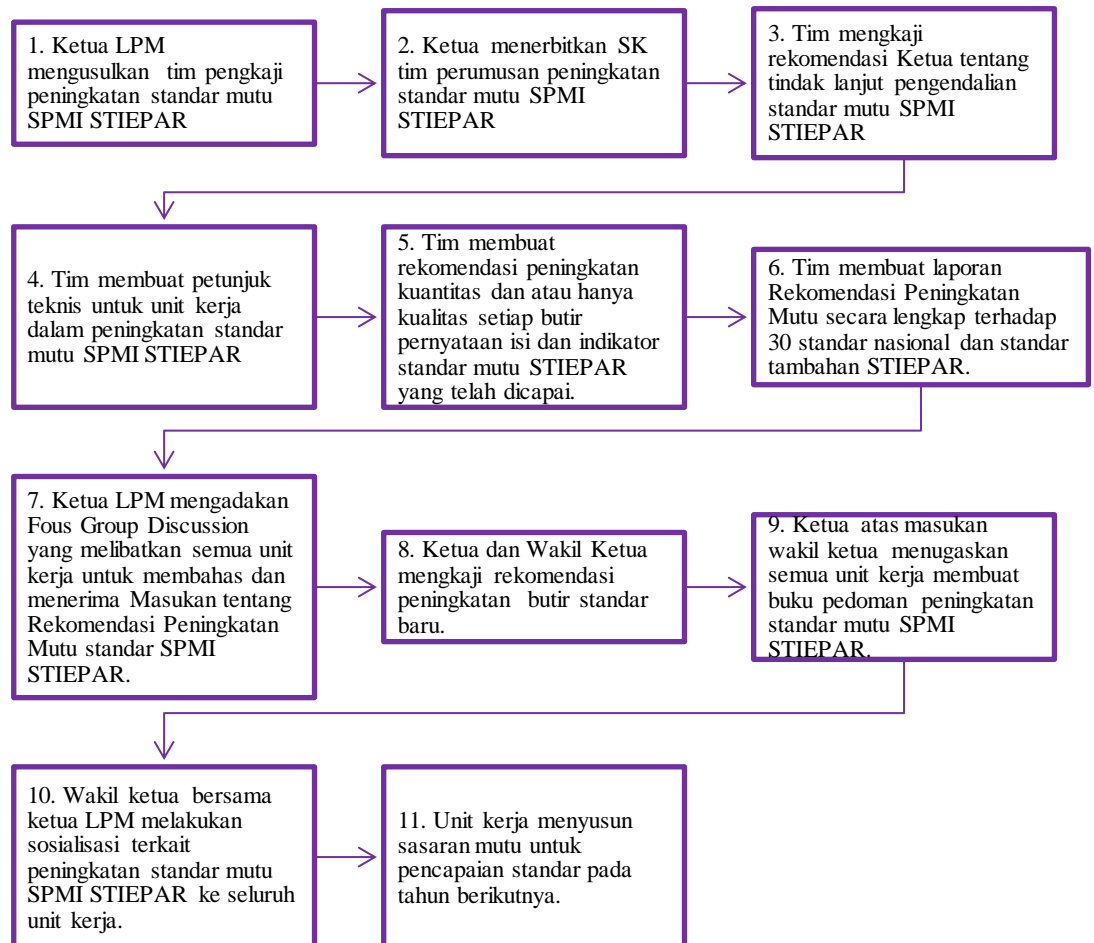 1. Ketua LPM
mengusulkan tim pengkaji
peningkatan standar mutu
SPMI STIEPAR
2. Ketua menerbitkan SK
tim perumusan peningkatan
standar mutu SPMI
STIEPAR
3. Tim mengkaji
rekomendasi Ketua tentang
tindak lanjut pengendalian
standar mutu SPMI
STIEPAR
4. Tim membuat petunjuk
teknis untuk unit kerja
dalam peningkatan standar
mutu SPMI STIEPAR
5. Tim membuat
rekomendasi peningkatan
kuantitas dan atau hanya
kualitas setiap butir
pernyataan isi dan indikator
standar mutu STIEPAR
yang telah dicapai.
6. Tim membuat laporan
Rekomendasi Peningkatan
Mutu secara lengkap terhadap
30 standar nasional dan standar
tambahan STIEPAR.
7. Ketua LPM mengadakan
Fous Group Discussion
yang melibatkan semua unit
kerja untuk membahas dan
menerima Masukan tentang
Rekomendasi Peningkatan
Mutu standar SPMI
STIEPAR.
8. Ketua dan Wakil Ketua
mengkaji rekomendasi
peningkatan butir standar
baru.
9. Ketua atas masukan
wakil ketua menugaskan
semua unit kerja membuat
buku pedoman peningkatan
standar mutu SPMI
STIEPAR.
10. Wakil ketua bersama
ketua LPM melakukan
sosialisasi terkait
peningkatan standar mutu
SPMI STIEPAR ke seluruh
unit kerja.
11. Unit kerja menyusun
sasaran mutu untuk
pencapaian standar pada
tahun berikutnya.